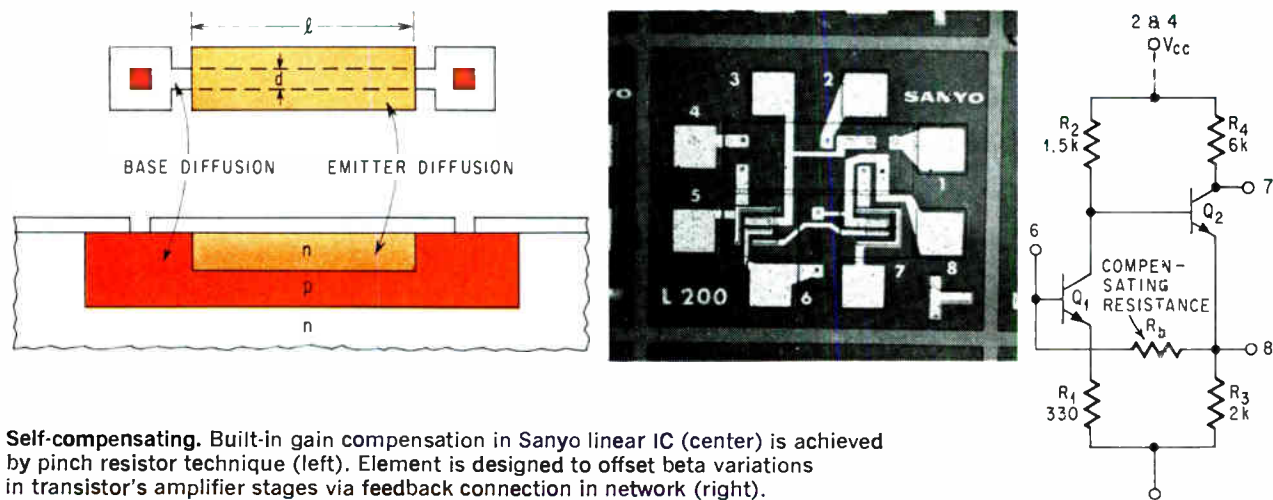 ℓ
d
BASE DIFFUSION
EMITTER DIFFUSION
n
p
n
3
2
SANYO
4
1
5
6
7
8
L 200
2 & 4
Vcc
R2
1.5k
R4
6k
7
Q2
6
COMPEN-
SATING
RESISTANCE
Q1
Rb
8
R1
330
R3
2k
Self-compensating. Built-in gain compensation in Sanyo linear IC (center) is achieved
by pinch resistor technique (left). Element is designed to offset beta variations
in transistor's amplifier stages via feedback connection in network (right).